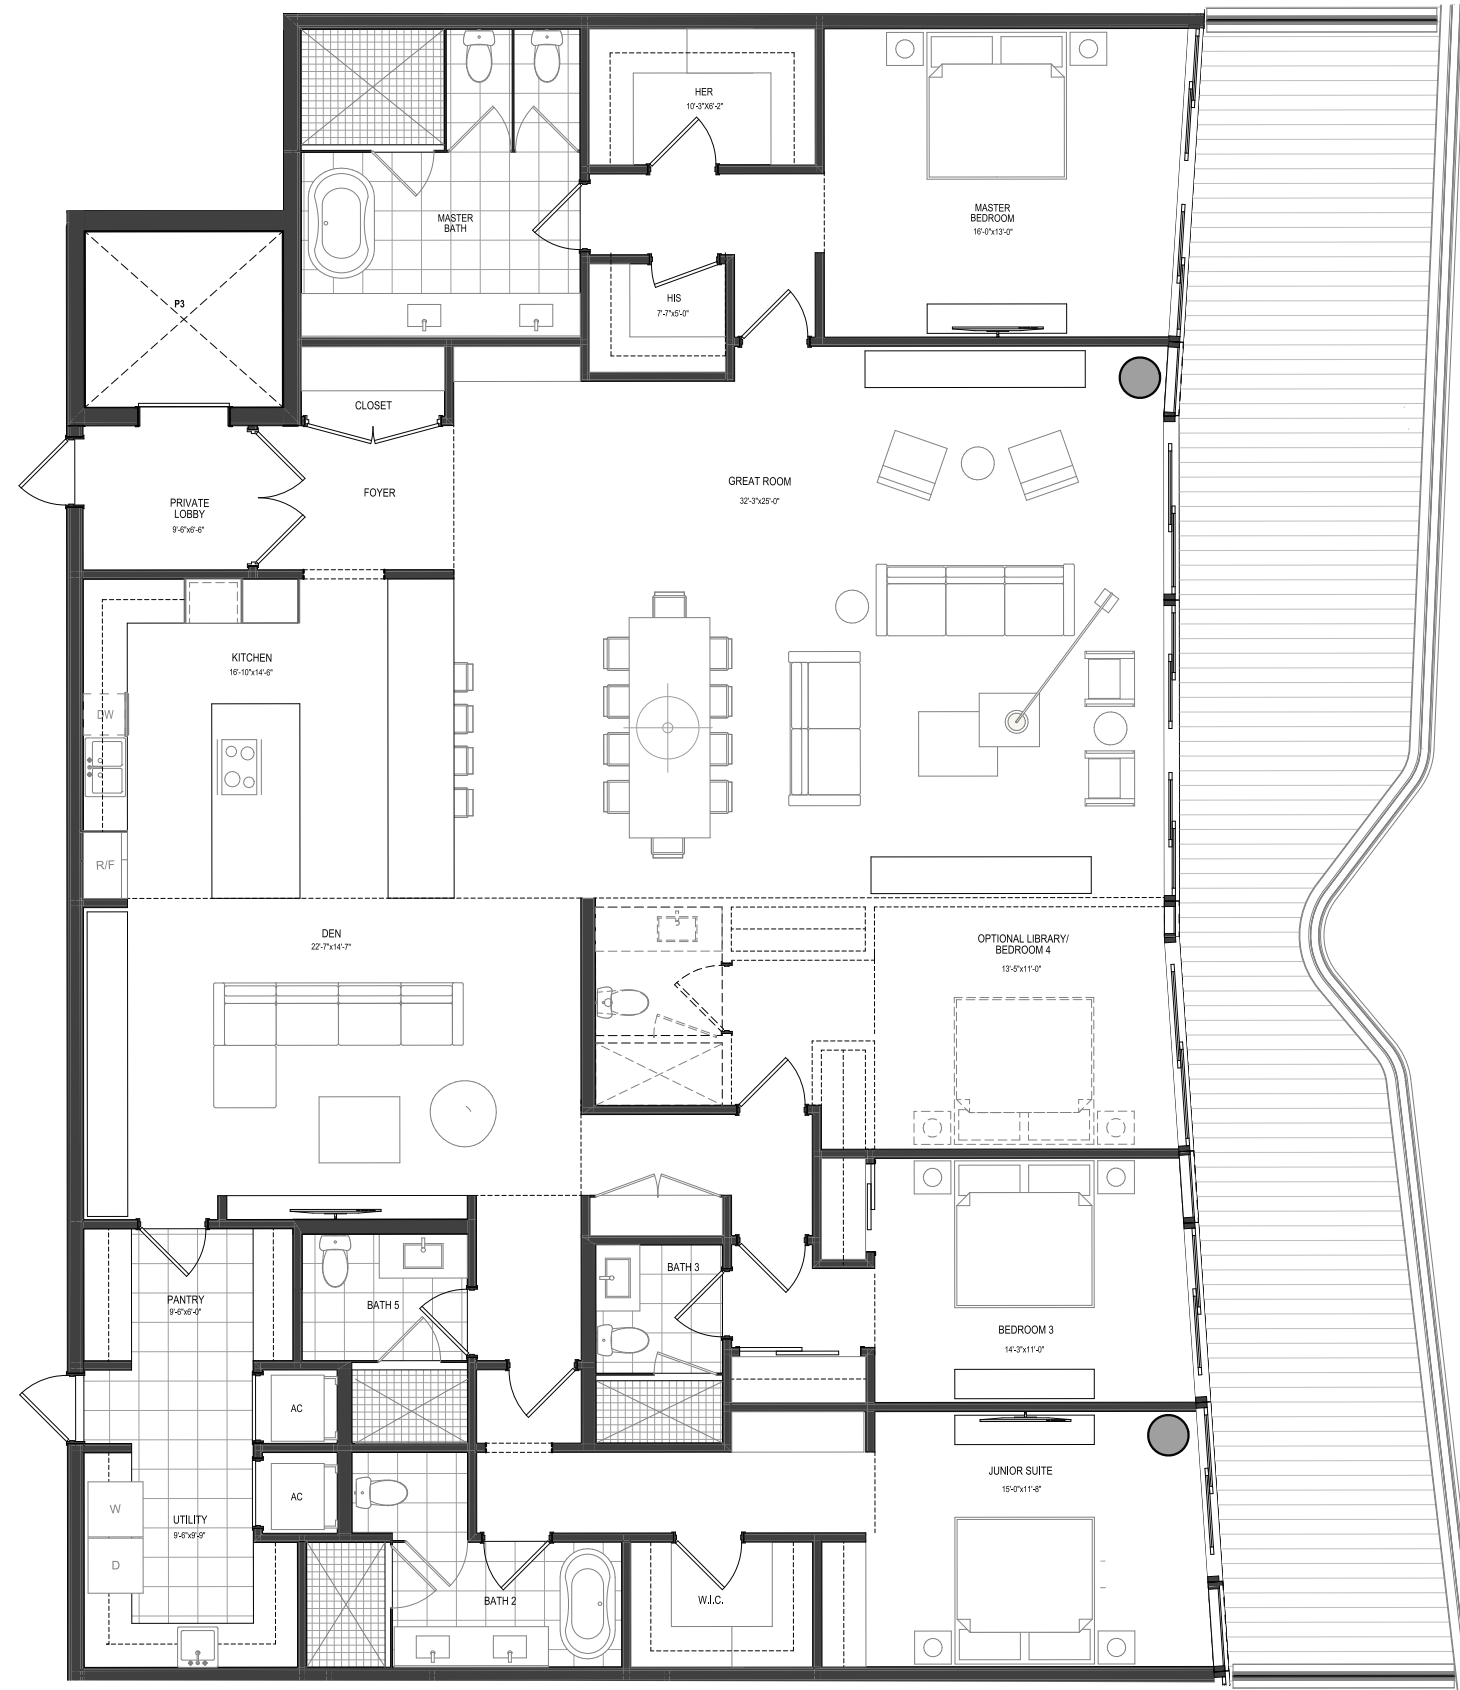 HER
10'-3"X6'-2"
MASTER
BATH
MASTER
BEDROOM
16'-0"x13'-0"
P3
HIS
7'-7"x5'-0"
CLOSET
GREAT ROOM
32'-3"x25'-0"
FOYER
PRIVATE
LOBBY
9'-6"x6'-6"
KITCHEN
16'-10"x14'-6"
DW
R/F
DEN
22'-7"x14'-7"
OPTIONAL LIBRARY/
BEDROOM 4
13'-5"x11'-0"
BATH 3
PANTRY
9'-6"x6'-0"
BATH 5
BEDROOM 3
14'-3"x11'-0"
AC
JUNIOR SUITE
15'-0"x11'-8"
AC
W
UTILITY
9'-6"x9'-9"
D
BATH 2
W.I.C.